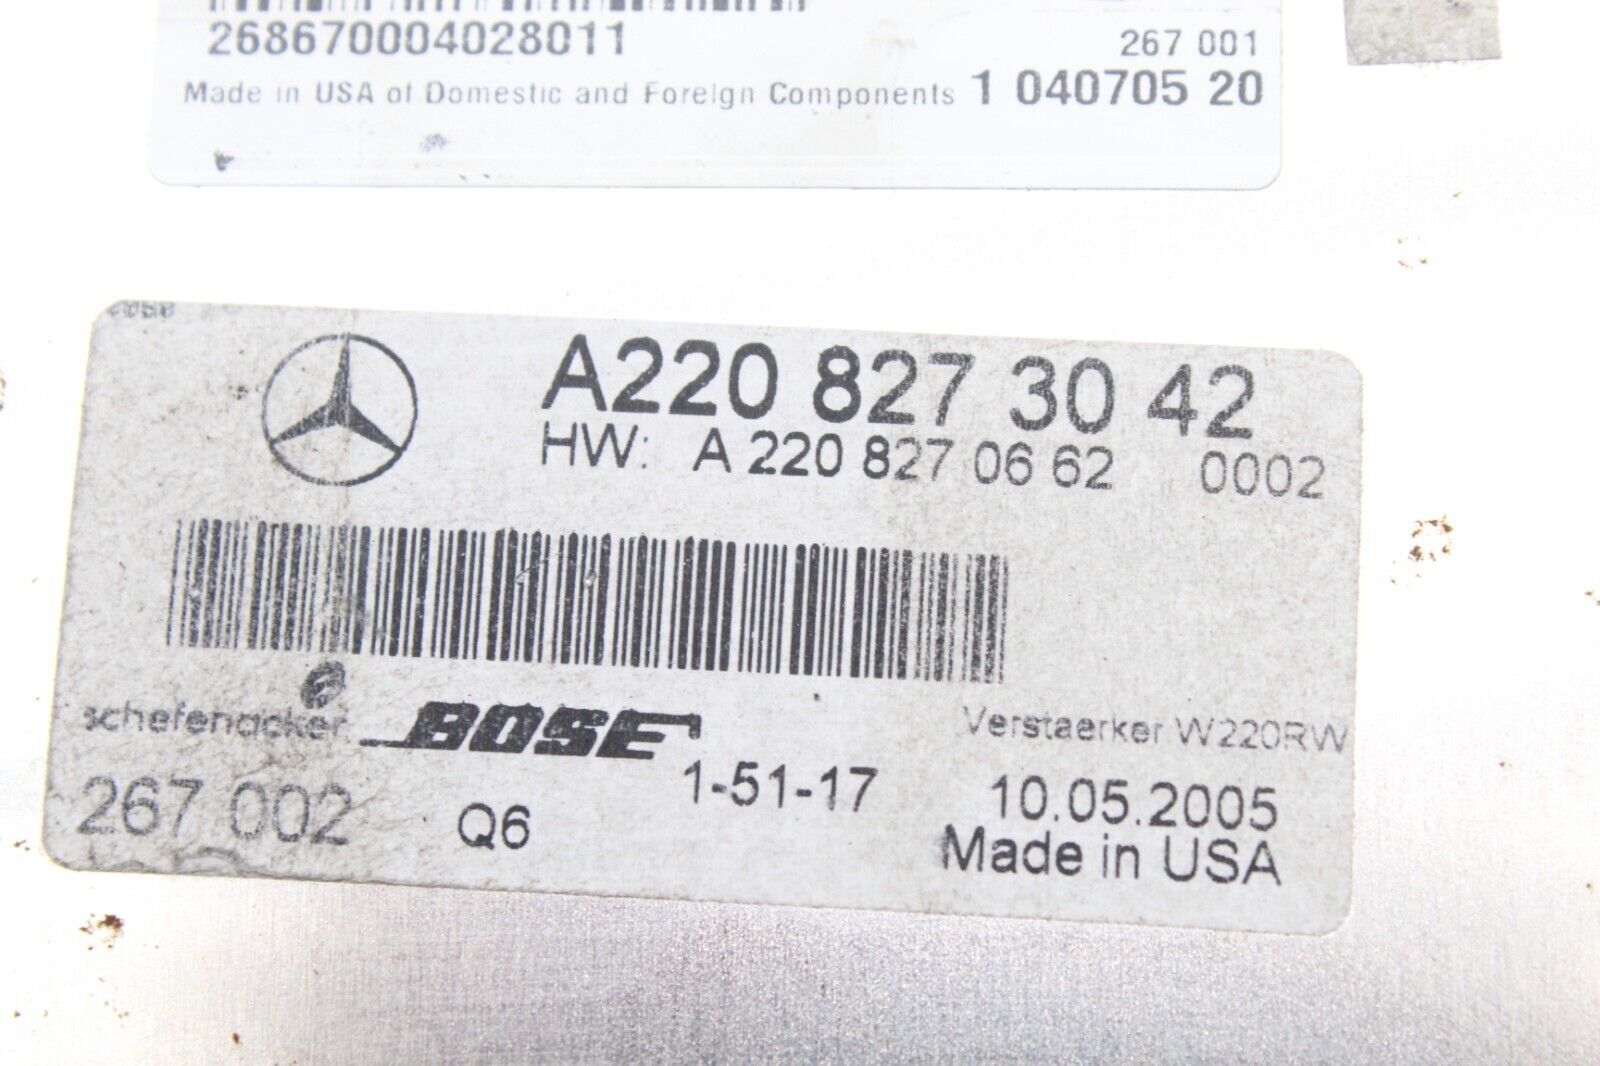 268670004028011
267 001
Made in USA of Domestic and Foreign Components 1 040705 20
A220 827 30 42
HW: A 220 827 06 62 0002
schefenacker BOSE Verstaerker W220RW
267 002 Q6 1-51-17 10.05.2005
Made in USA